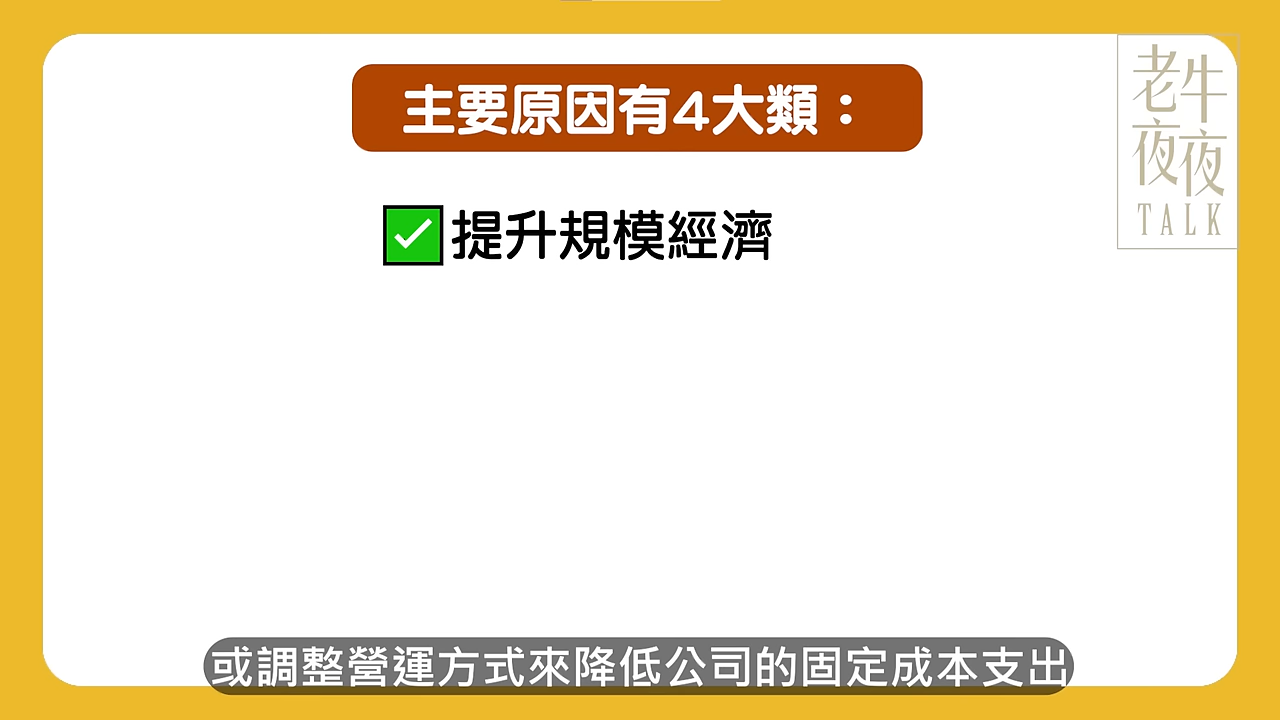 主要原因有4大類：
老牛
夜夜
TALK
提升規模經濟
或調整營運方式來降低公司的固定成本支出